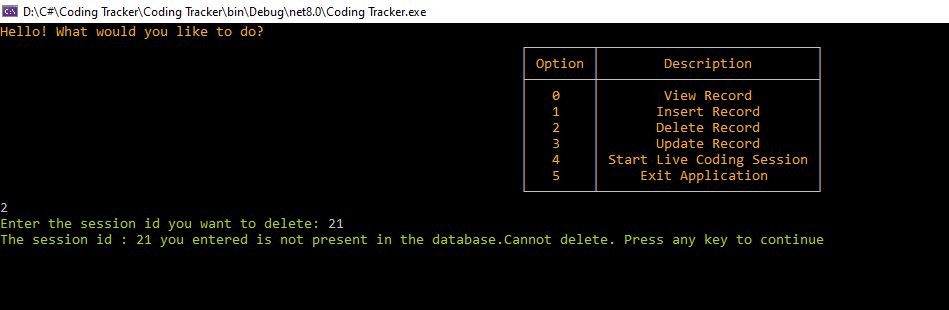 D:\C#\Coding Tracker\Coding Tracker\bin\Debug\net8.0\Coding Tracker.exe
Hello! What would you like to do?
Option Description
0 View Record
1 Insert Record
2 Delete Record
3 Update Record
4 Start Live Coding Session
5 Exit Application
2
Enter the session id you want to delete: 21
The session id : 21 you entered is not present in the database.Cannot delete. Press any key to continue